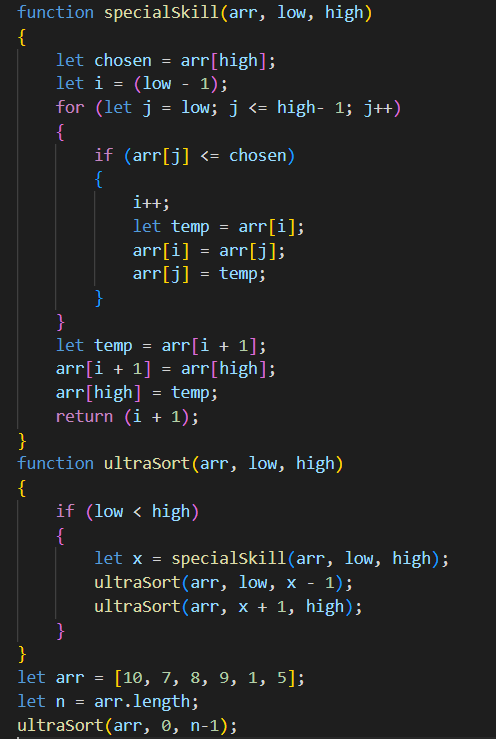 function specialSkill(arr, low, high)
{
    let chosen = arr[high];
    let i = (low - 1);
    for (let j = low; j <= high- 1; j++)
    {
        if (arr[j] <= chosen)
        {
            i++;
            let temp = arr[i];
            arr[i] = arr[j];
            arr[j] = temp;
        }
    }
    let temp = arr[i + 1];
    arr[i + 1] = arr[high];
    arr[high] = temp;
    return (i + 1);
}
function ultraSort(arr, low, high)
{
    if (low < high)
    {
        let x = specialSkill(arr, low, high);
        ultraSort(arr, low, x - 1);
        ultraSort(arr, x + 1, high);
    }
}
let arr = [10, 7, 8, 9, 1, 5];
let n = arr.length;
ultraSort(arr, 0, n-1);